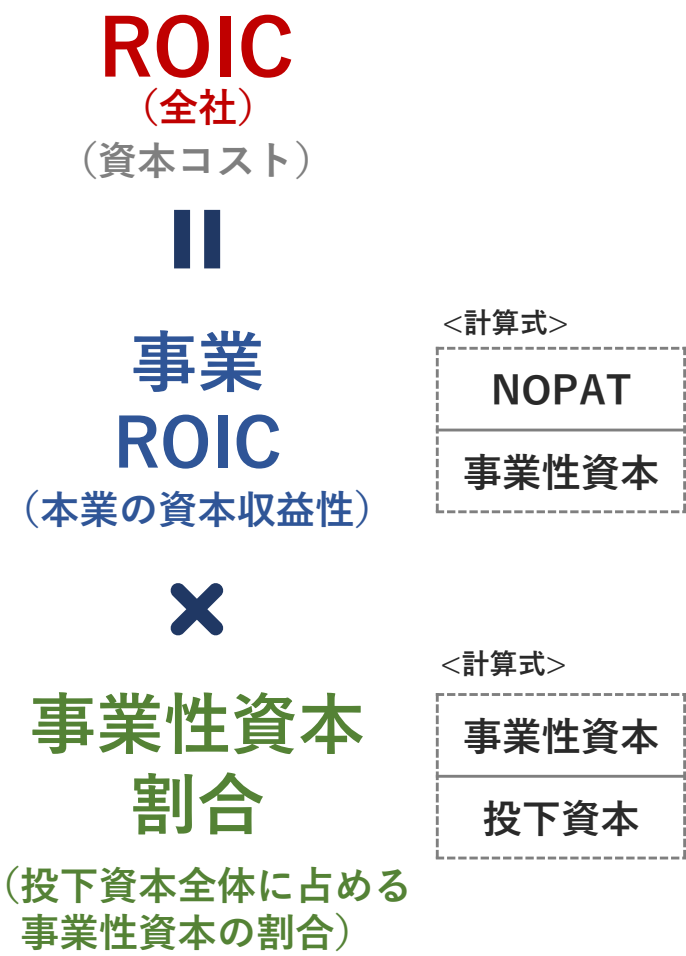 ROIC
（全社）
（資本コスト）
=
事業
ROIC
（本業の資本収益性）
<計算式>
NOPAT
事業性資本
×
事業性資本
割合
（投下資本全体に占める
事業性資本の割合）
<計算式>
事業性資本
投下資本